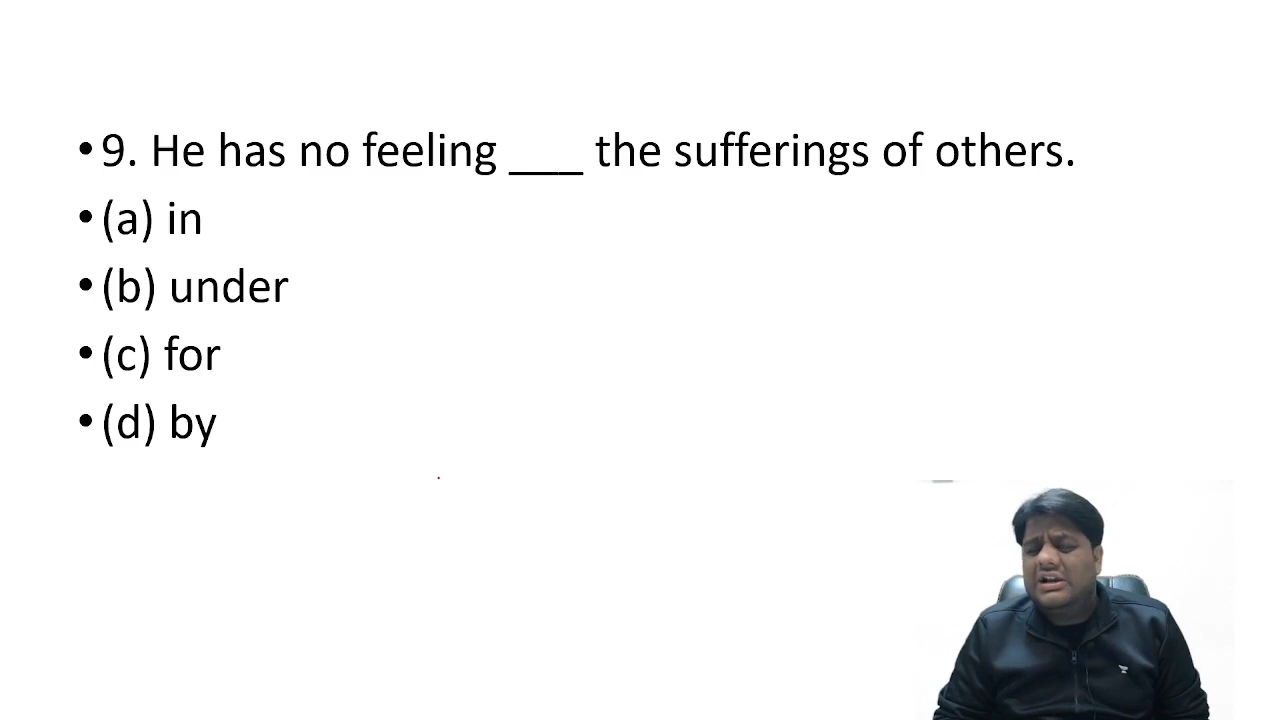 •9. He has no feeling ___ the sufferings of others.
•(a) in
•(b) under
•(c) for
•(d) by